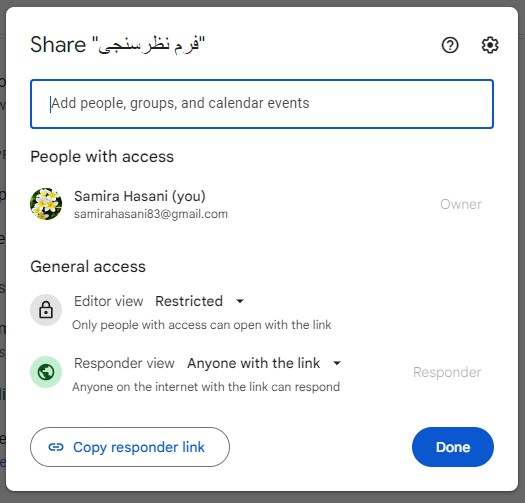 Share "فرم نظرسنجی"
Add people, groups, and calendar events
People with access
Samira Hasani (you)
samirahasani83@gmail.com
Owner
General access
Editor view Restricted
Only people with access can open with the link
Responder view Anyone with the link
Anyone on the internet with the link can respond
Responder
Copy responder link
Done